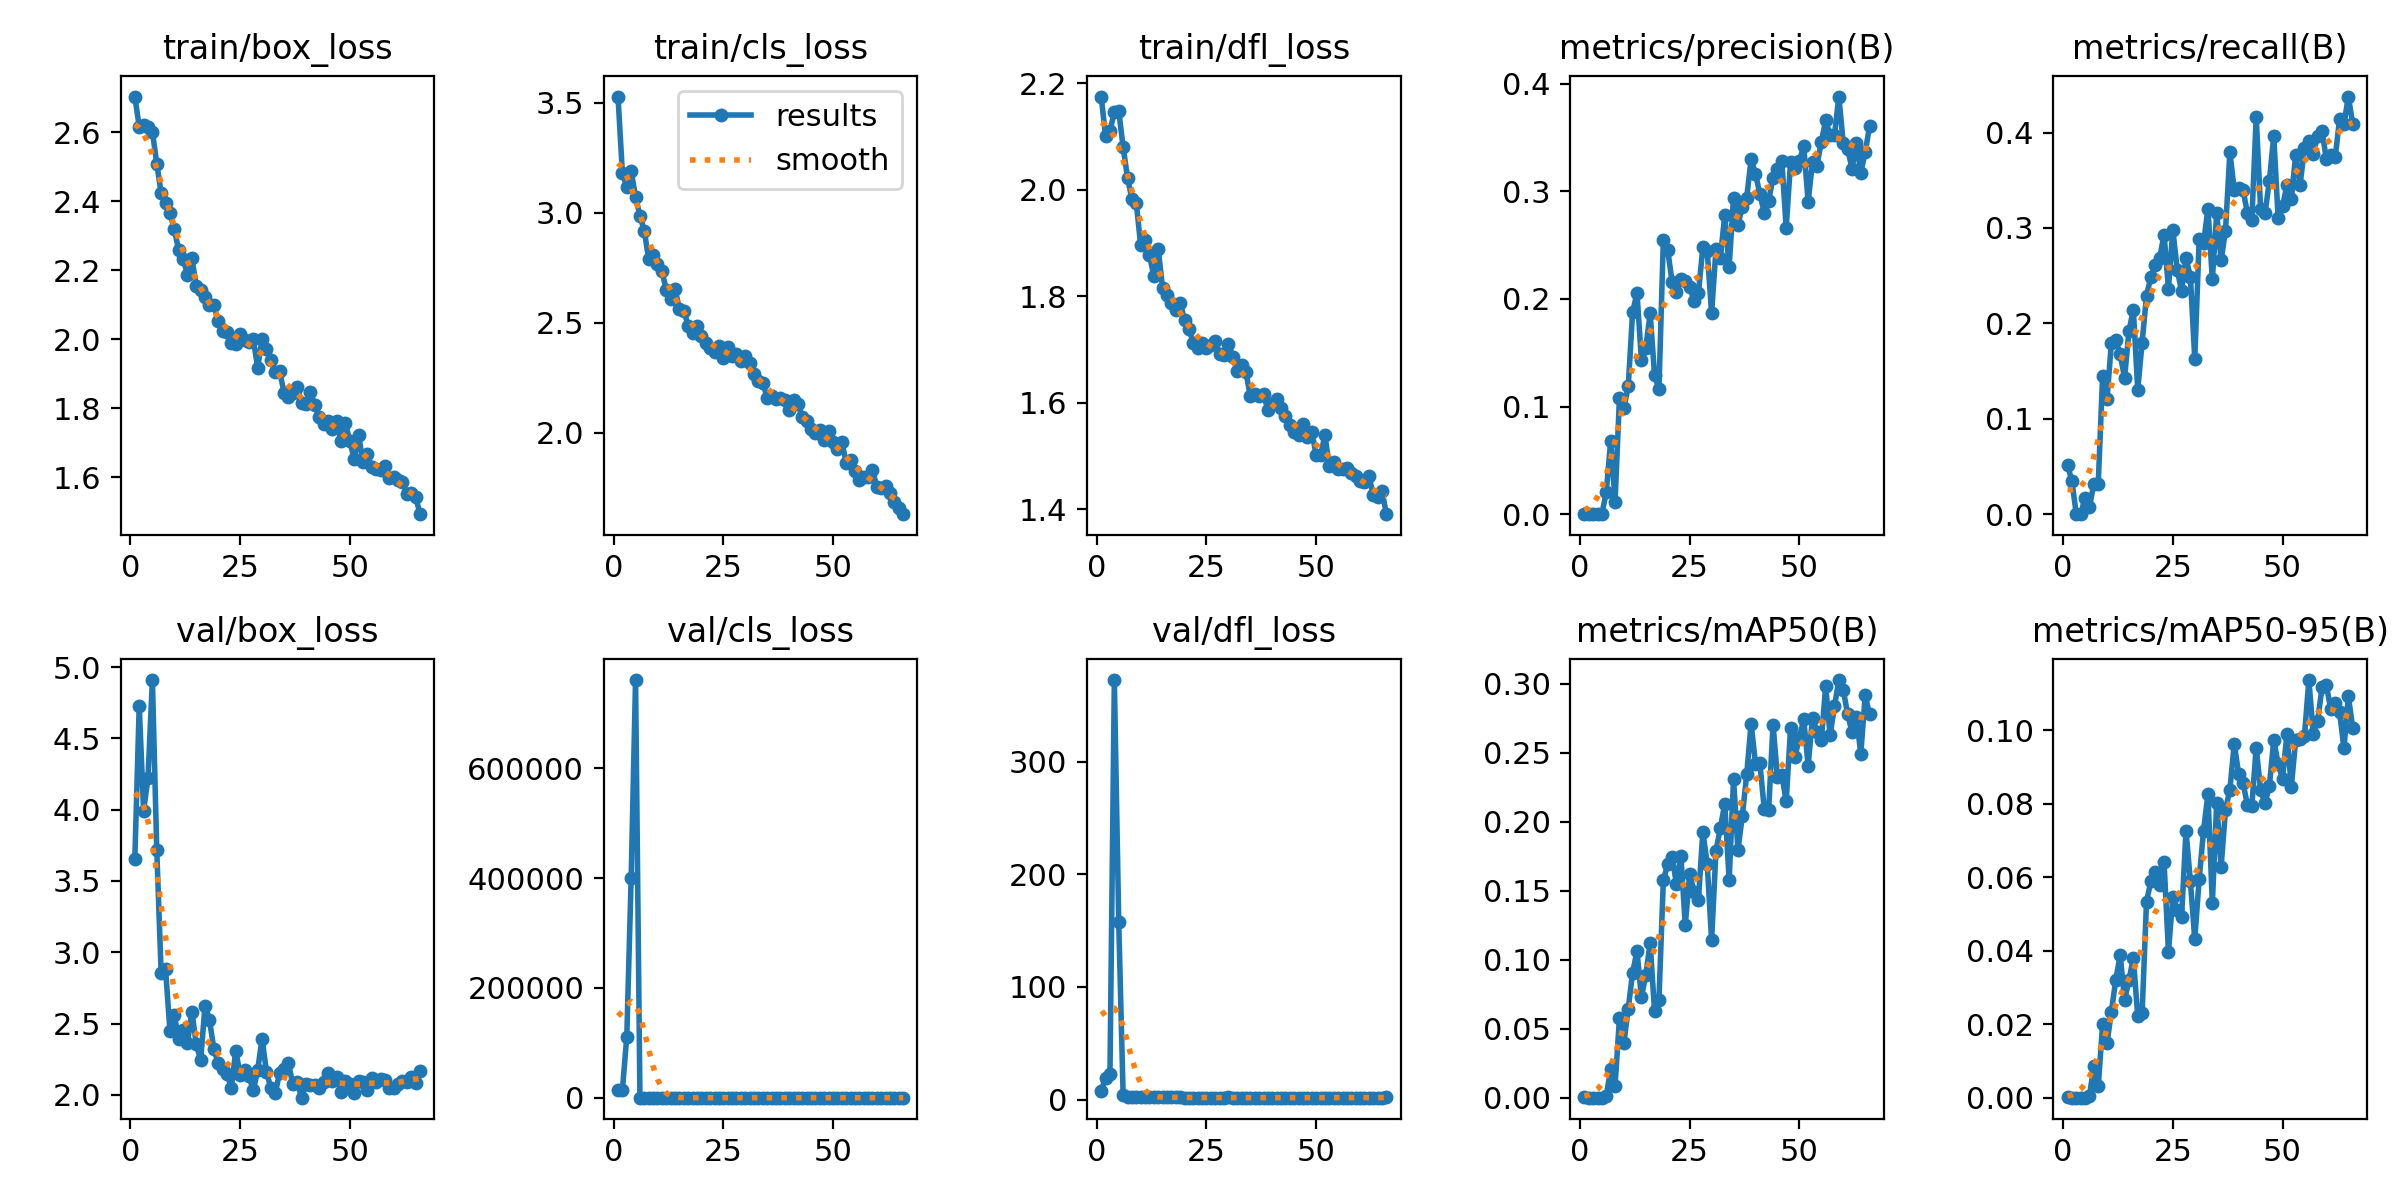 train/box_loss
2.6
2.4
2.2
2.0
1.8
1.6
0 25 50
train/cls_loss
results
smooth
3.5
3.0
2.5
2.0
0 25 50
train/dfl_loss
2.2
2.0
1.8
1.6
1.4
0 25 50
metrics/precision(B)
0.4
0.3
0.2
0.1
0.0
0 25 50
metrics/recall(B)
0.4
0.3
0.2
0.1
0.0
0 25 50
val/box_loss
5.0
4.5
4.0
3.5
3.0
2.5
2.0
0 25 50
val/cls_loss
600000
400000
200000
0
0 25 50
val/dfl_loss
300
200
100
0
0 25 50
metrics/mAP50(B)
0.30
0.25
0.20
0.15
0.10
0.05
0.00
0 25 50
metrics/mAP50-95(B)
0.10
0.08
0.06
0.04
0.02
0.00
0 25 50